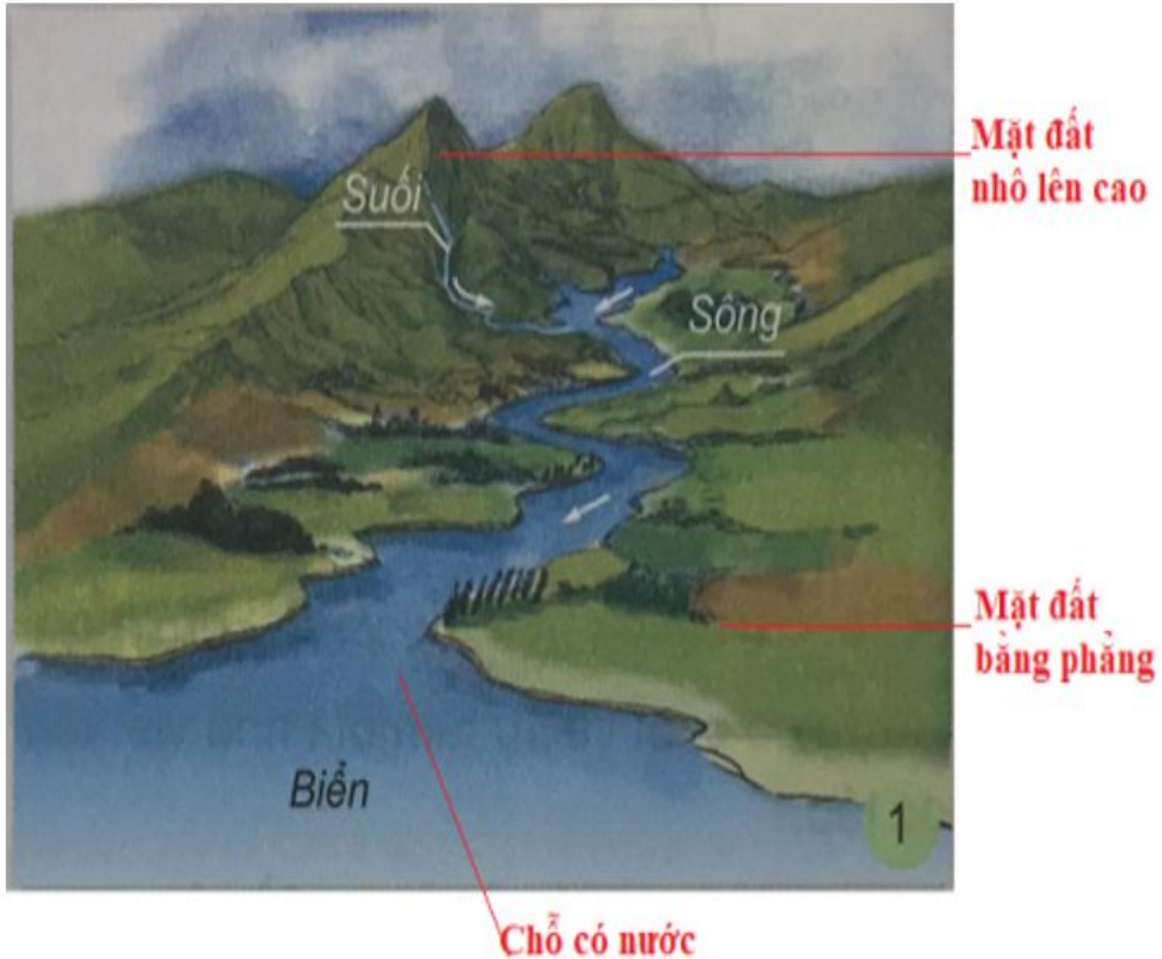 Mặt đất
nhô lên cao
Suối
Sông
Mặt đất
bằng phẳng
Biển
1
Chỗ có nước